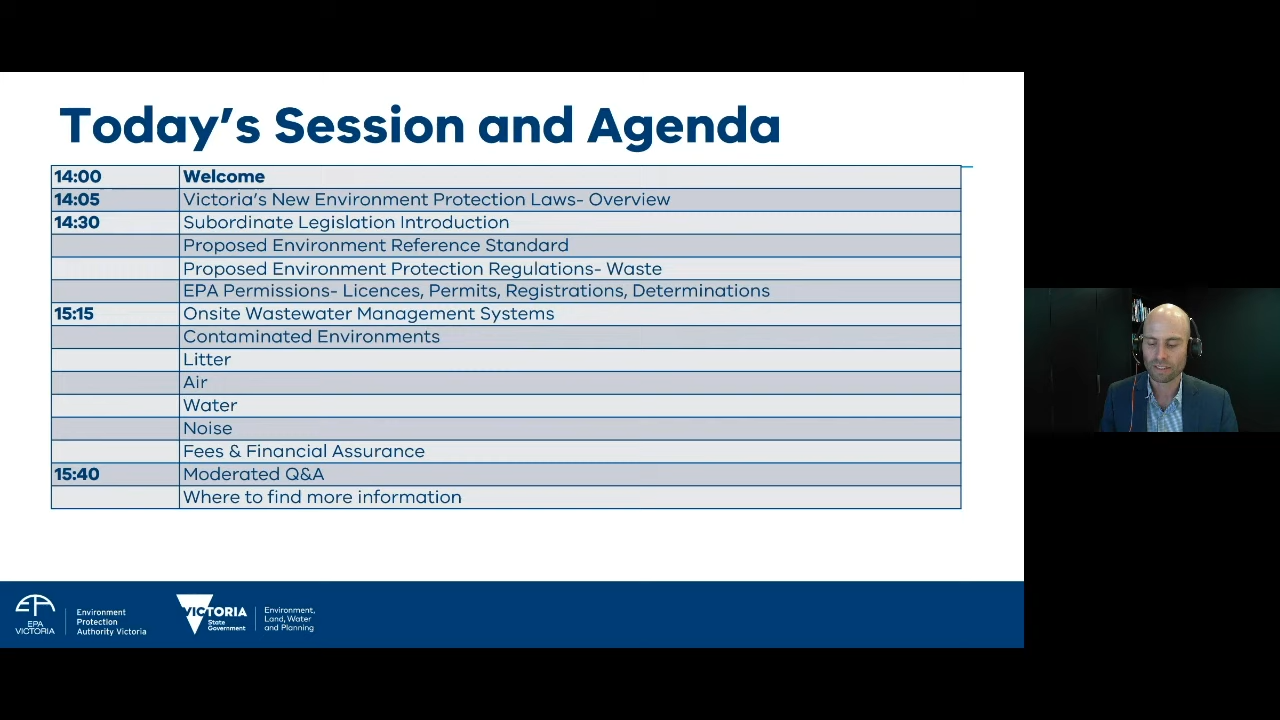 Today's Session and Agenda
14:00 Welcome
14:05 Victoria's New Environment Protection Laws- Overview
14:30 Subordinate Legislation Introduction
Proposed Environment Reference Standard
Proposed Environment Protection Regulations- Waste
EPA Permissions- Licences, Permits, Registrations, Determinations
15:15 Onsite Wastewater Management Systems
Contaminated Environments
Litter
Air
Water
Noise
Fees & Financial Assurance
15:40 Moderated Q&A
Where to find more information
EPA
VICTORIA
Environment
Protection
Authority Victoria
VICTORIA
State
Government
Environment,
Land, Water
and Planning